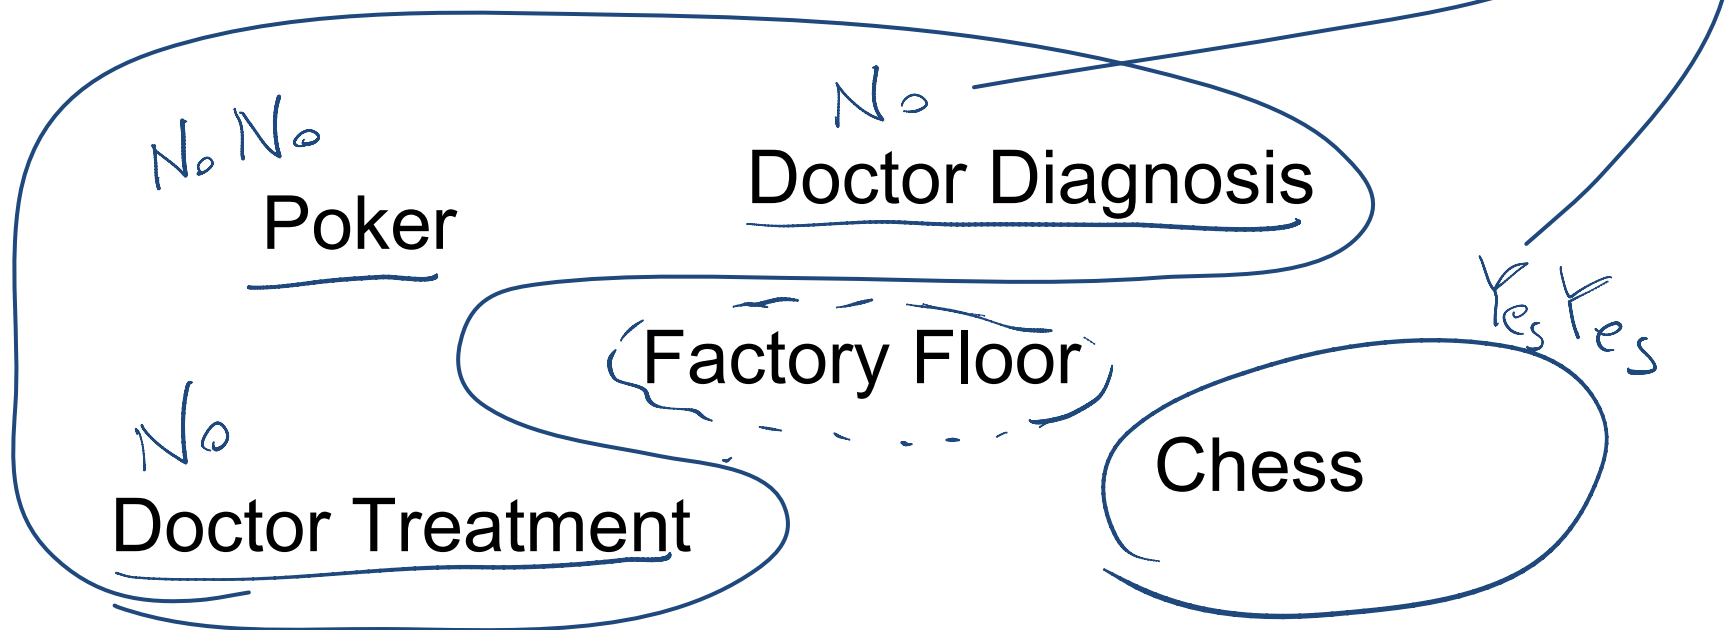 No
No No
Doctor Diagnosis
Poker
Yes Yes
Factory Floor
No
Chess
Doctor Treatment